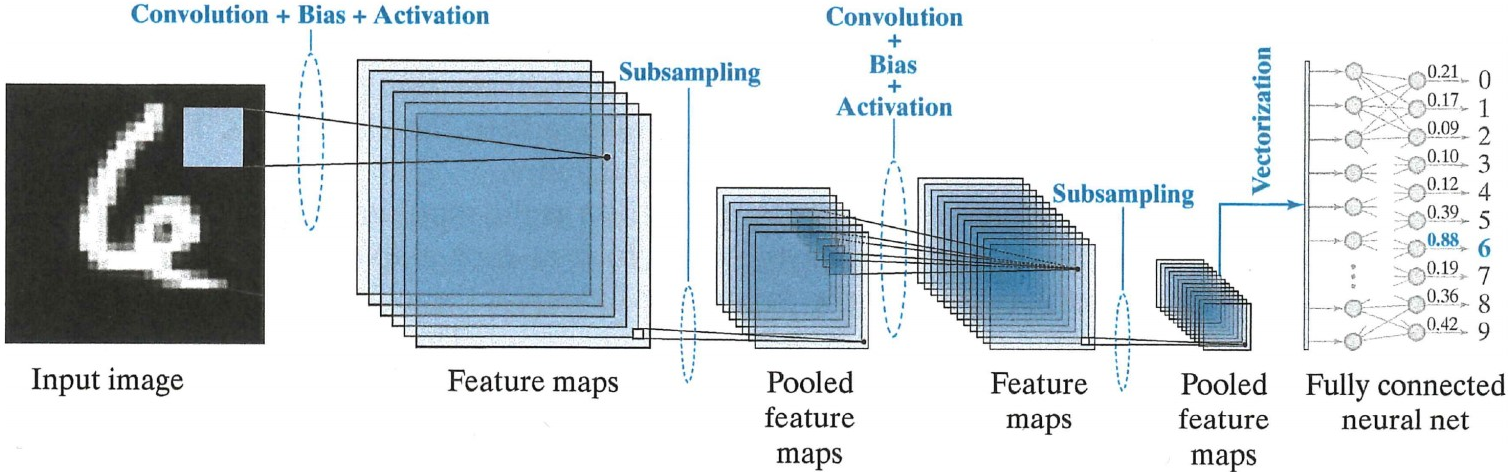 Convolution + Bias + Activation
Subsampling
Convolution
+
Bias
+
Activation
Subsampling
Vectorization
0.21 0
0.17 1
0.09 2
0.10 3
0.12 4
0.39 5
0.88 6
0.19 7
0.36 8
0.42 9
Input image
Feature maps
Pooled
feature
maps
Feature
maps
Pooled
feature
maps
Fully connected
neural net